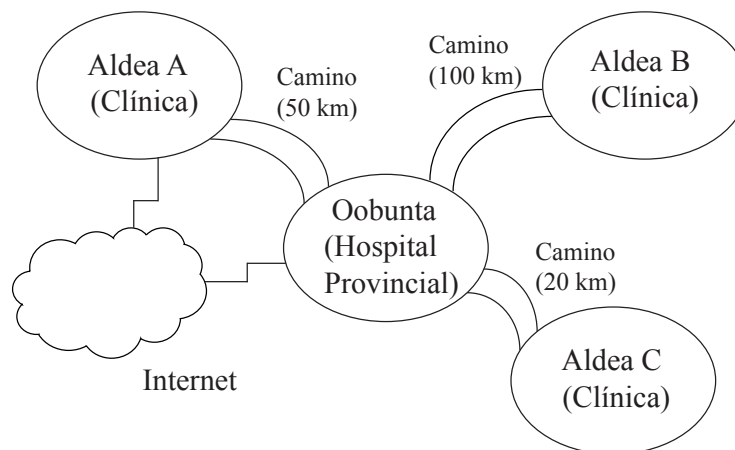 Aldea A
(Clínica)
Camino
(50 km)
Camino
(100 km)
Aldea B
(Clínica)
Oobunta
(Hospital
Provincial)
Camino
(20 km)
Internet
Aldea C
(Clínica)